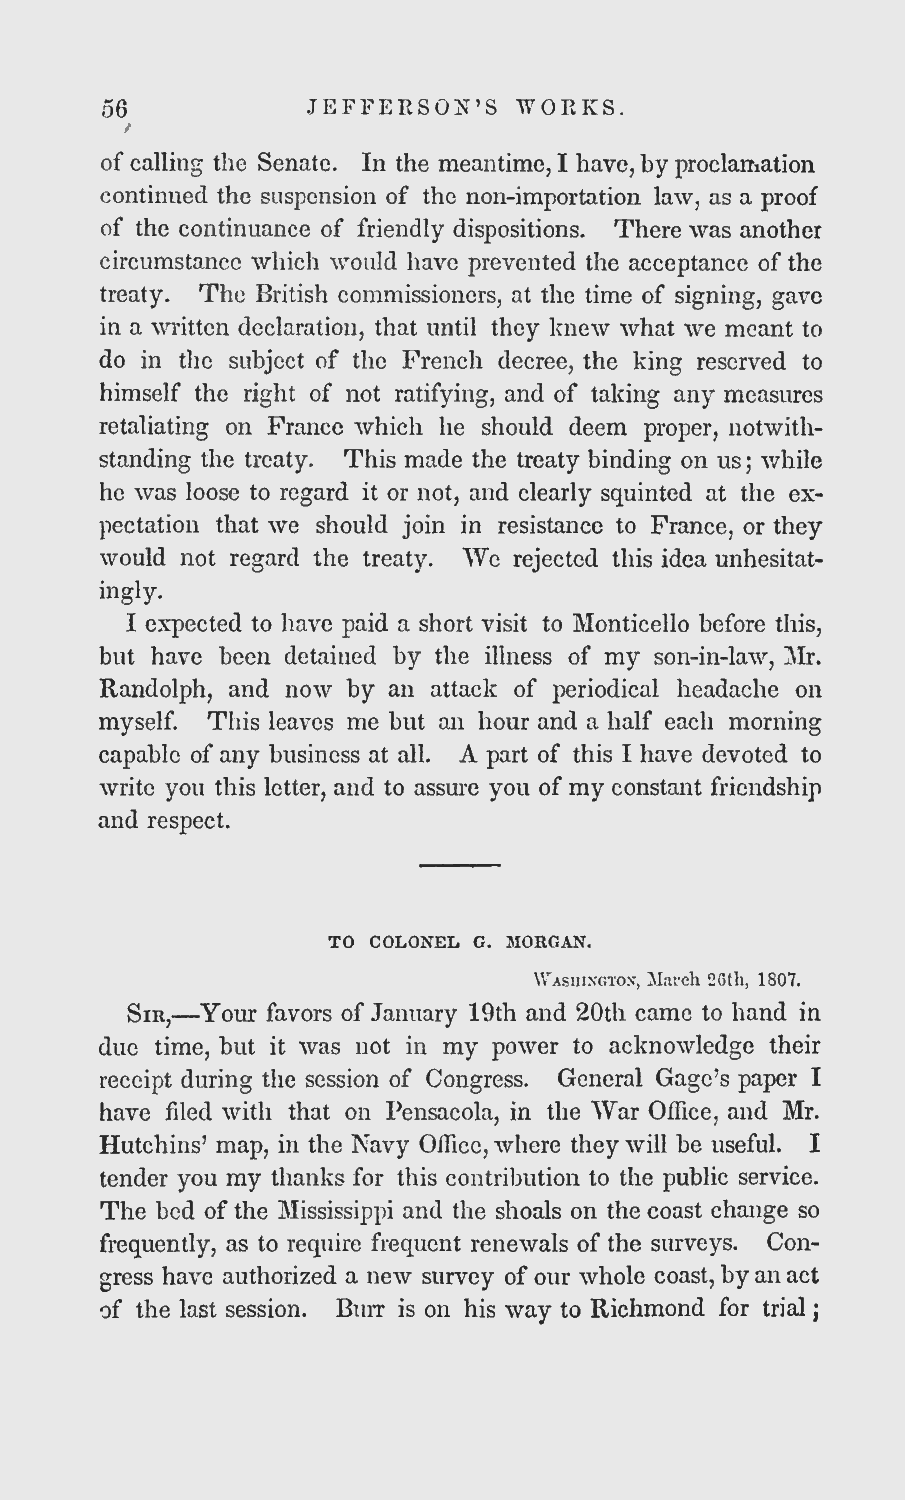 56 JEFFERSON'S WORKS.
of calling the Senate. In the meantime, I have, by proclamation
continued the suspension of the non-importation law, as a proof
of the continuance of friendly dispositions. There was another
circumstance which would have prevented the acceptance of the
treaty. The British commissioners, at the time of signing, gave
in a written declaration, that until they knew what we meant to
do in the subject of the French decree, the king reserved to
himself the right of not ratifying, and of taking any measures
retaliating on France which he should deem proper, notwith-
standing the treaty. This made the treaty binding on us; while
he was loose to regard it or not, and clearly squinted at the ex-
pectation that we should join in resistance to France, or they
would not regard the treaty. We rejected this idea unhesitat-
ingly.
I expected to have paid a short visit to Monticello before this,
but have been detained by the illness of my son-in-law, Mr.
Randolph, and now by an attack of periodical headache on
myself. This leaves me but an hour and a half each morning
capable of any business at all. A part of this I have devoted to
write you this letter, and to assure you of my constant friendship
and respect.
TO COLONEL G. MORGAN.
Washington, March 26th, 1807.
Sir,—Your favors of January 19th and 20th came to hand in
due time, but it was not in my power to acknowledge their
receipt during the session of Congress. General Gage's paper I
have filed with that on Pensacola, in the War Office, and Mr.
Hutchins' map, in the Navy Office, where they will be useful. I
tender you my thanks for this contribution to the public service.
The bed of the Mississippi and the shoals on the coast change so
frequently, as to require frequent renewals of the surveys. Con-
gress have authorized a new survey of our whole coast, by an act
of the last session. Burr is on his way to Richmond for trial;